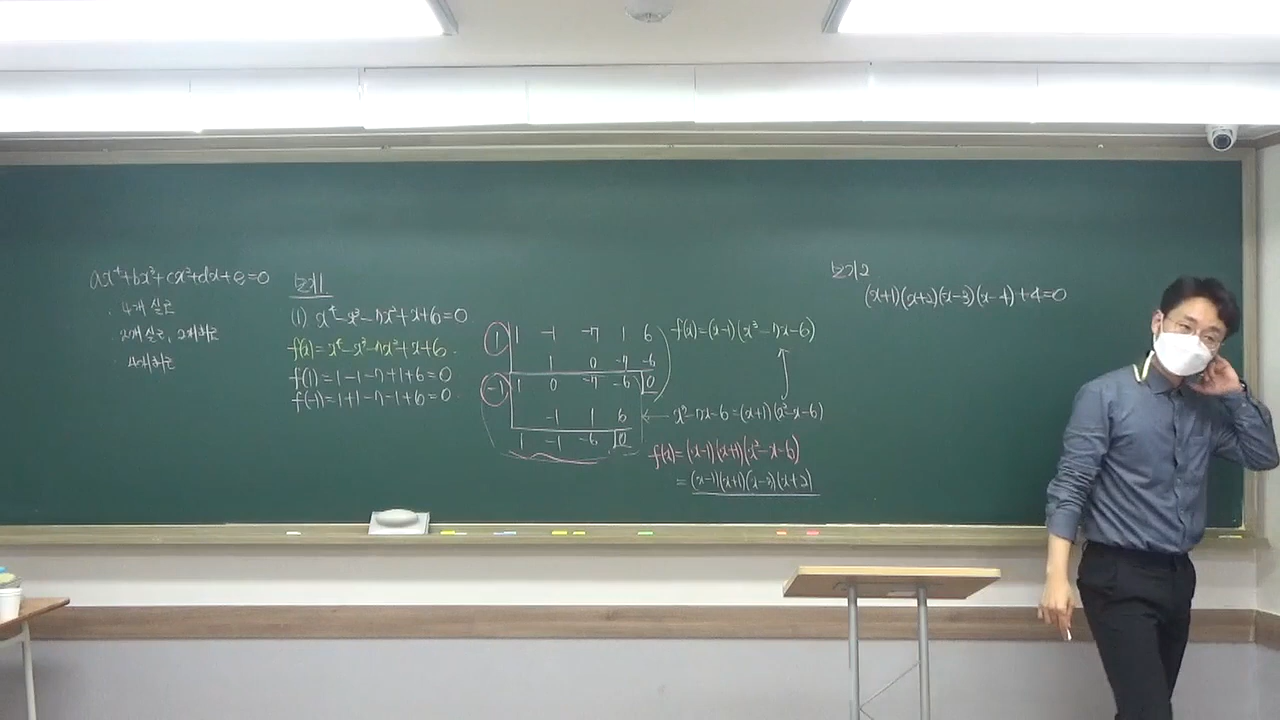 ax⁴+bx³+cx²+dx+e=0
· 4개 실근
2개 실근, 2개 허근
· 4개 허근
보기1
(1) x⁴-x³-7x²+x+6=0
f(x)=x⁴-x³-7x²+x+6.
f(1)=1-1-7+1+6=0
f(-1)=1+1-7-1+6=0.
1 1 -1 -7 1 6
1 0 -7 -6
-1 1 0 -7 -6 0
-1 1 6
1 -1 -6 0
f(x)=(x-1)(x³-7x-6)
x³-7x-6=(x+1)(x²-x-6)
f(x)=(x-1)(x+1)(x²-x-6)
=(x-1)(x+1)(x-3)(x+2)
보기2
(x+1)(x+2)(x-3)(x-4)+4=0